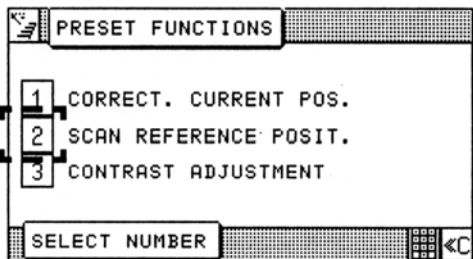 PRESET FUNCTIONS
1 CORRECT. CURRENT POS.
2 SCAN REFERENCE POSIT.
3 CONTRAST ADJUSTMENT
SELECT NUMBER
«C